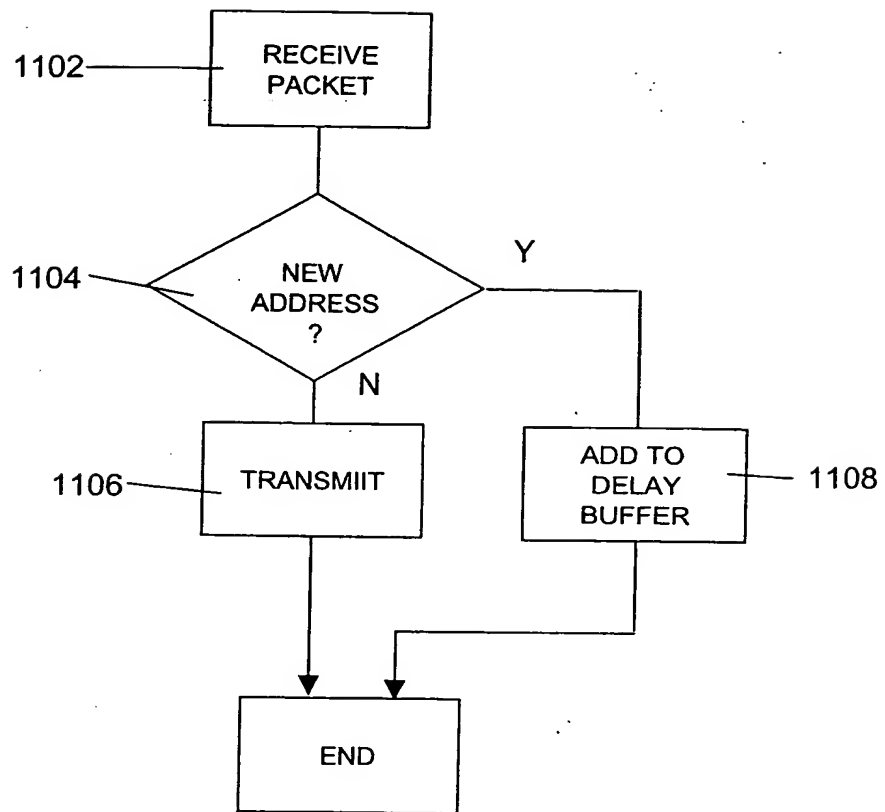 1102
RECEIVE
PACKET
1104
NEW
ADDRESS
?
Y
N
1106
TRANSMIIT
ADD TO
DELAY
BUFFER
1108
END